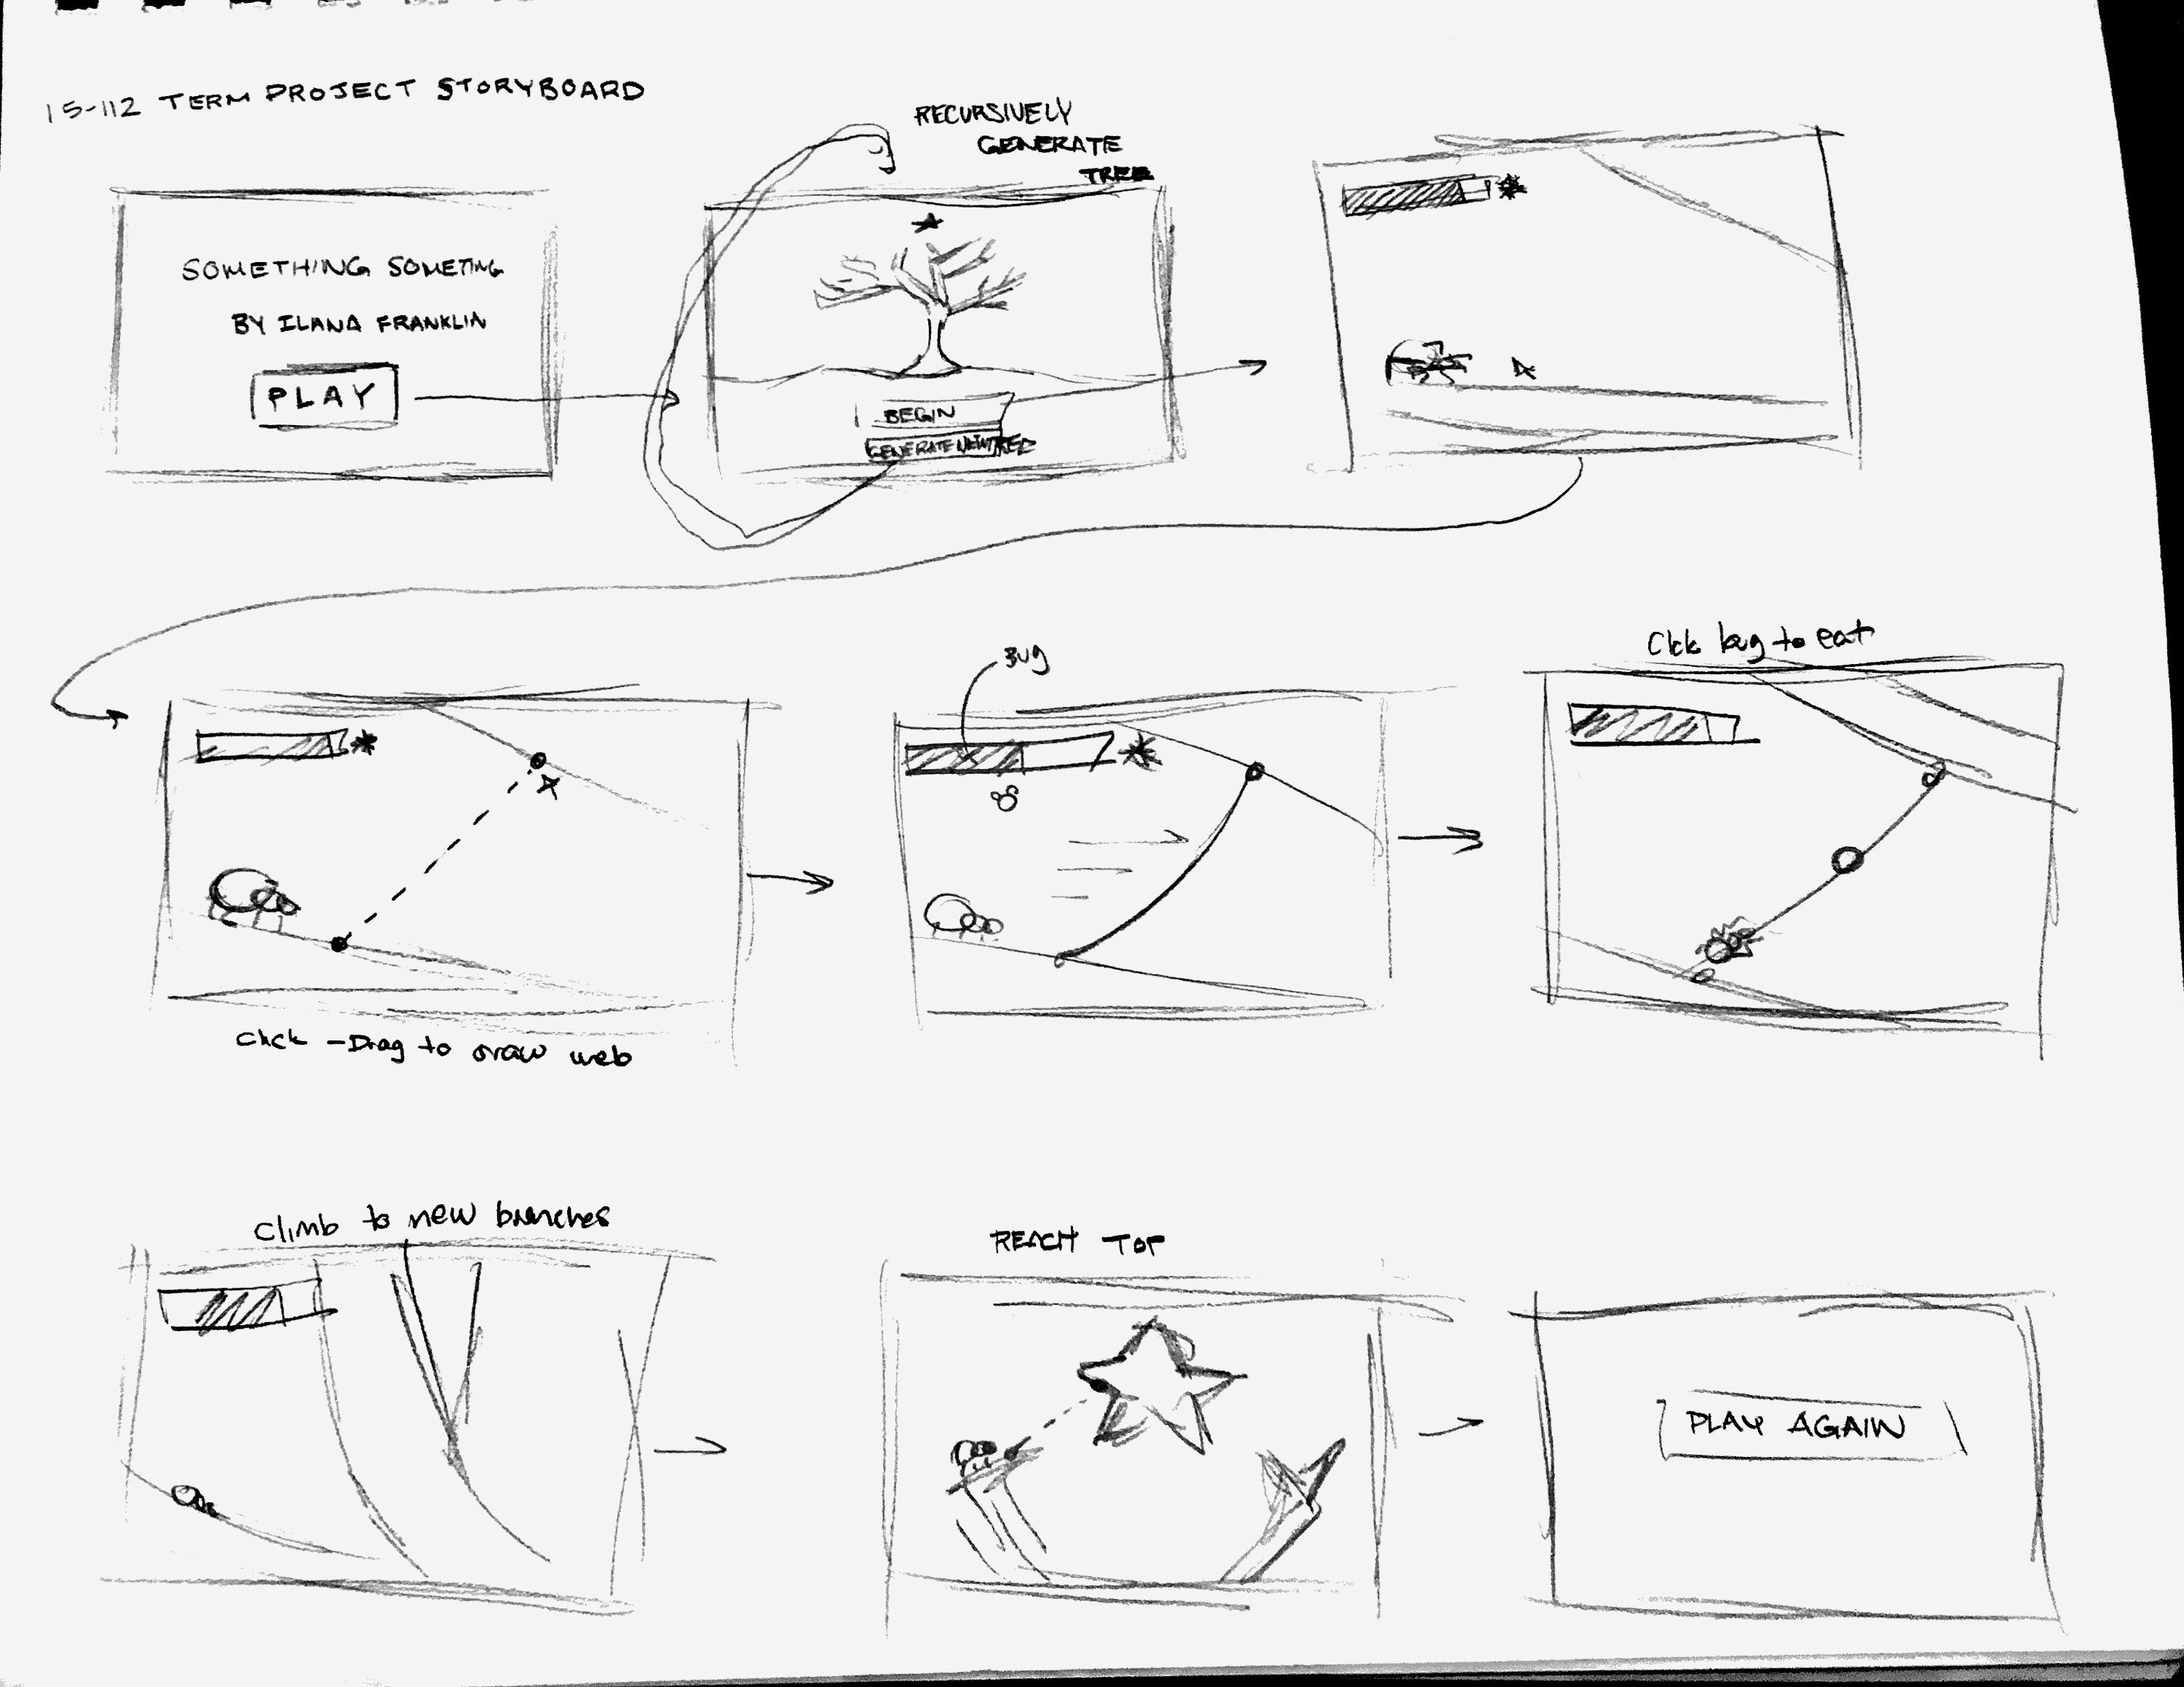 15-112 TERM PROJECT STORYBOARD
RECURSIVELY
GENERATE
TREE
SOMETHING SOMETING
BY ILANA FRANKLIN
PLAY
BEGIN
GENERATE NEW TREE
BUG
Click bug to eat
Click - Drag to draw web
Climb to new branches
REACH TOP
PLAY AGAIN